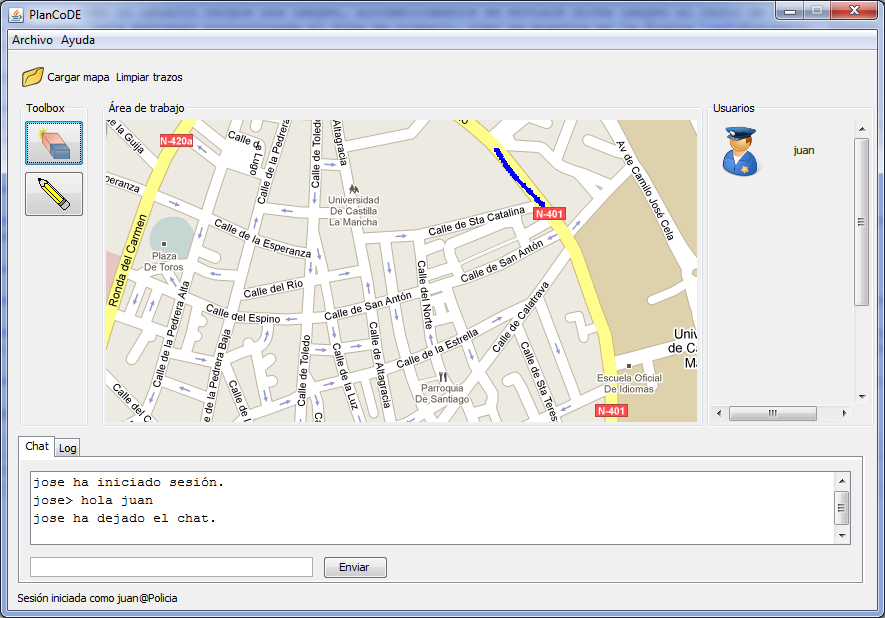 PlanCoDE
Archivo Ayuda
Cargar mapa Limpiar trazos
Toolbox
Área de trabajo
Usuarios
juan
de la Guija
N-420a
Calle de Lugo
Calle de la Pedrera
Calle de Toledo
Altagracia
Av de Camilo José Cela
Esperanza
Universidad
De Castilla
La Mancha
N-401
Calle de Sta Catalina
Ronda del Carmen
Plaza
De Toros
Calle de la Esperanza
Calle de San Antón
Calle del Río
Calle de la Pedrera Alta
Calle del Espino
Calle de San Antón
Calle del Norte
Calle de Calatrava
Calle de la Pedrera Baja
Calle de Toledo
Calle de la Luz
Calle de Altagracia
Calle de la Estrella
Calle de Sta Teres
Univ
de Ca
Ma
Parroquia
De Santiago
Escuela Oficial
De Idiomas
Calle del C
Calle de
N-401
Chat Log
jose ha iniciado sesión.
jose> hola juan
jose ha dejado el chat.
Enviar
Sesión iniciada como juan@Policia